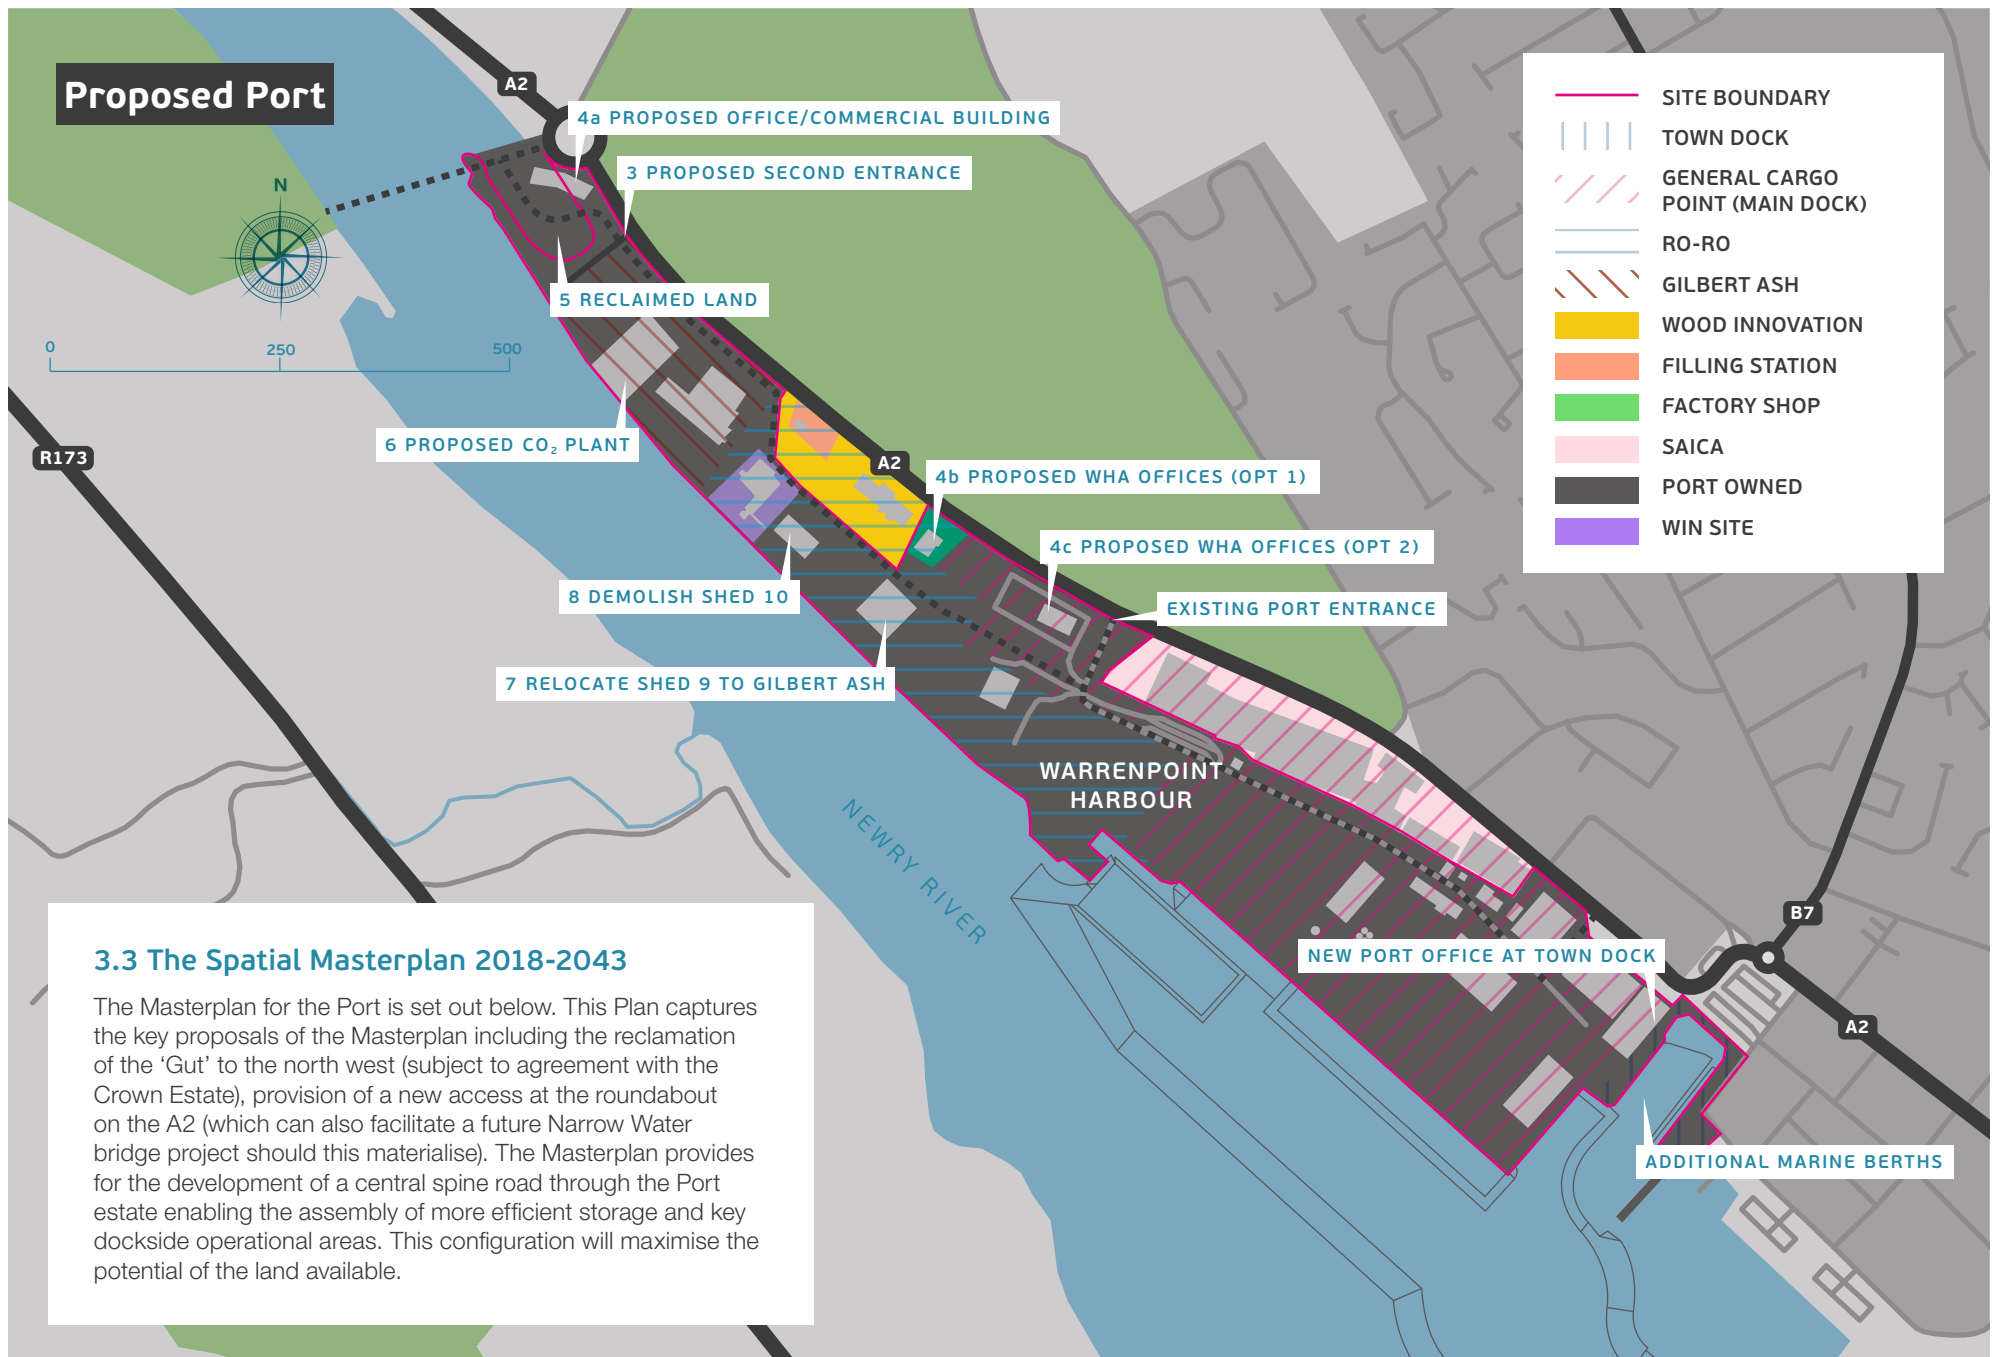 Proposed Port
A2
4a PROPOSED OFFICE/COMMERCIAL BUILDING
3 PROPOSED SECOND ENTRANCE
N
5 RECLAIMED LAND
0
250
500
6 PROPOSED CO₂ PLANT
R173
A2
4b PROPOSED WHA OFFICES (OPT 1)
4c PROPOSED WHA OFFICES (OPT 2)
8 DEMOLISH SHED 10
EXISTING PORT ENTRANCE
7 RELOCATE SHED 9 TO GILBERT ASH
WARRENPOINT
HARBOUR
NEWRY RIVER
NEW PORT OFFICE AT TOWN DOCK
B7
A2
ADDITIONAL MARINE BERTHS
SITE BOUNDARY
TOWN DOCK
GENERAL CARGO
POINT (MAIN DOCK)
RO-RO
GILBERT ASH
WOOD INNOVATION
FILLING STATION
FACTORY SHOP
SAICA
PORT OWNED
WIN SITE
3.3 The Spatial Masterplan 2018-2043
The Masterplan for the Port is set out below. This Plan captures
the key proposals of the Masterplan including the reclamation
of the ‘Gut’ to the north west (subject to agreement with the
Crown Estate), provision of a new access at the roundabout
on the A2 (which can also facilitate a future Narrow Water
bridge project should this materialise). The Masterplan provides
for the development of a central spine road through the Port
estate enabling the assembly of more efficient storage and key
dockside operational areas. This configuration will maximise the
potential of the land available.